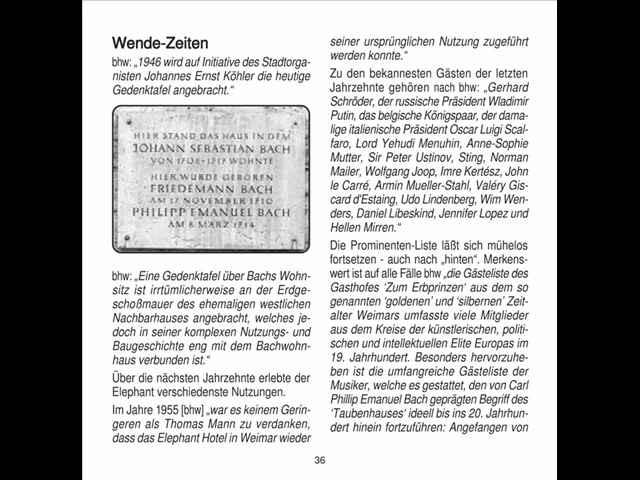 Wende-Zeiten
bhw: „1946 wird auf Initiative des Stadtorga-
nisten Johannes Ernst Köhler die heutige
Gedenktafel angebracht.“
HIER STAND DAS HAUS IN DEM
JOHANN SEBASTIAN BACH
VON 1708-1717 WOHNTE
HIER WURDE GEBOREN
FRIEDEMANN BACH
AM 22 NOVEMBER 1710
PHILIPP EMANUEL BACH
AM 8 MÄRZ 1714
bhw: „Eine Gedenktafel über Bachs Wohn-
sitz ist irrtümlicherweise an der Erdge-
schoßmauer des ehemaligen westlichen
Nachbarhauses angebracht, welches je-
doch in seiner komplexen Nutzungs- und
Baugeschichte eng mit dem Bachwohn-
haus verbunden ist.“
Über die nächsten Jahrzehnte erlebte der
Elephant verschiedenste Nutzungen.
Im Jahre 1955 [bhw] „war es keinem Gerin-
geren als Thomas Mann zu verdanken,
dass das Elephant Hotel in Weimar wieder
seiner ursprünglichen Nutzung zugeführt
werden konnte.“
Zu den bekannesten Gästen der letzten
Jahrzehnte gehören nach bhw: „Gerhard
Schröder, der russische Präsident Wladimir
Putin, das belgische Königspaar, der dama-
lige italienische Präsident Oscar Luigi Scal-
faro, Lord Yehudi Menuhin, Anne-Sophie
Mutter, Sir Peter Ustinov, Sting, Norman
Mailer, Wolfgang Joop, Imre Kertész, John
le Carré, Armin Mueller-Stahl, Valéry Gis-
card d'Estaing, Udo Lindenberg, Wim Wen-
ders, Daniel Libeskind, Jennifer Lopez und
Hellen Mirren.“
Die Prominenten-Liste läßt sich mühelos
fortsetzen - auch nach „hinten“. Merkens-
wert ist auf alle Fälle bhw „die Gästeliste des
Gasthofes ‘Zum Erbprinzen‘ aus dem so
genannten ‘goldenen’ und ‘silbernen’ Zeit-
alter Weimars umfasste viele Mitglieder
aus dem Kreise der künstlerischen, politi-
schen und intellektuellen Elite Europas im
19. Jahrhundert. Besonders hervorzuhe-
ben ist die umfangreiche Gästeliste der
Musiker, welche es gestattet, den von Carl
Phillip Emanuel Bach geprägten Begriff des
‘Taubenhauses‘ ideell bis ins 20. Jahrhun-
dert hinein fortzuführen: Angefangen von
36